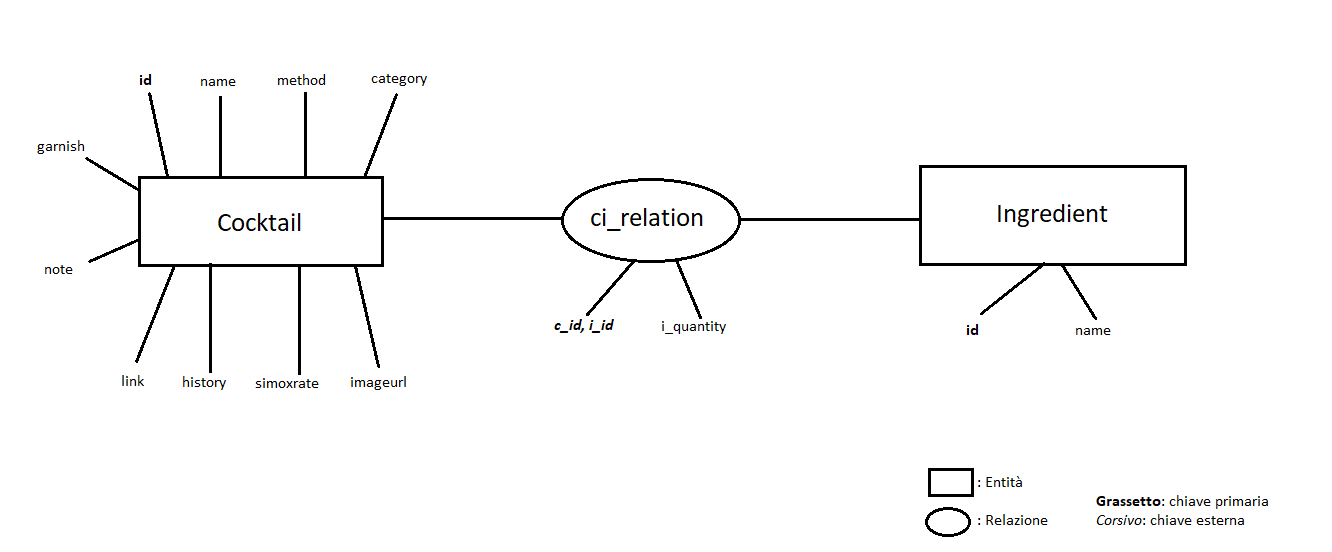 id
name
method
category
garnish
Cocktail
ci_relation
Ingredient
note
c_id, i_id
i_quantity
id
name
link
history
simoxrate
imageurl
: Entità
Grassetto: chiave primaria
: Relazione
Corsivo: chiave esterna